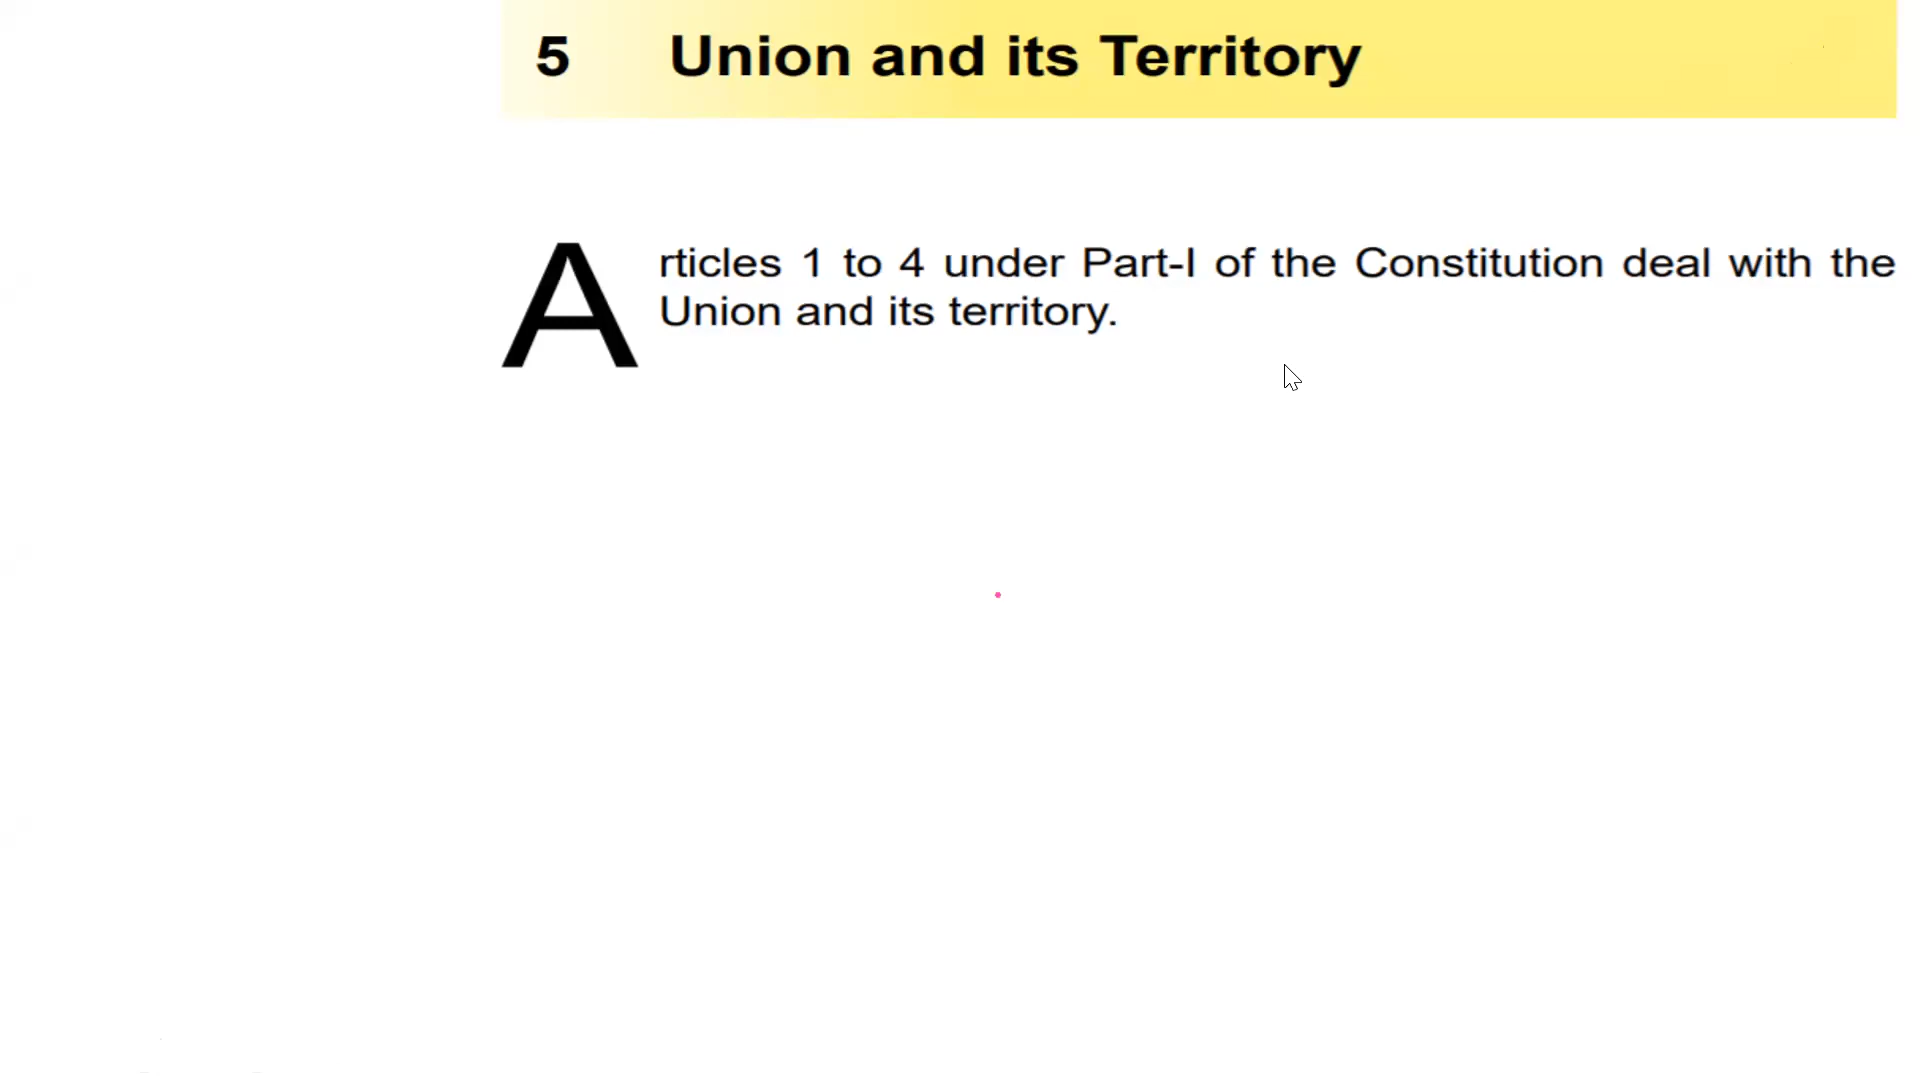 5 Union and its Territory
Articles 1 to 4 under Part-I of the Constitution deal with the
Union and its territory.